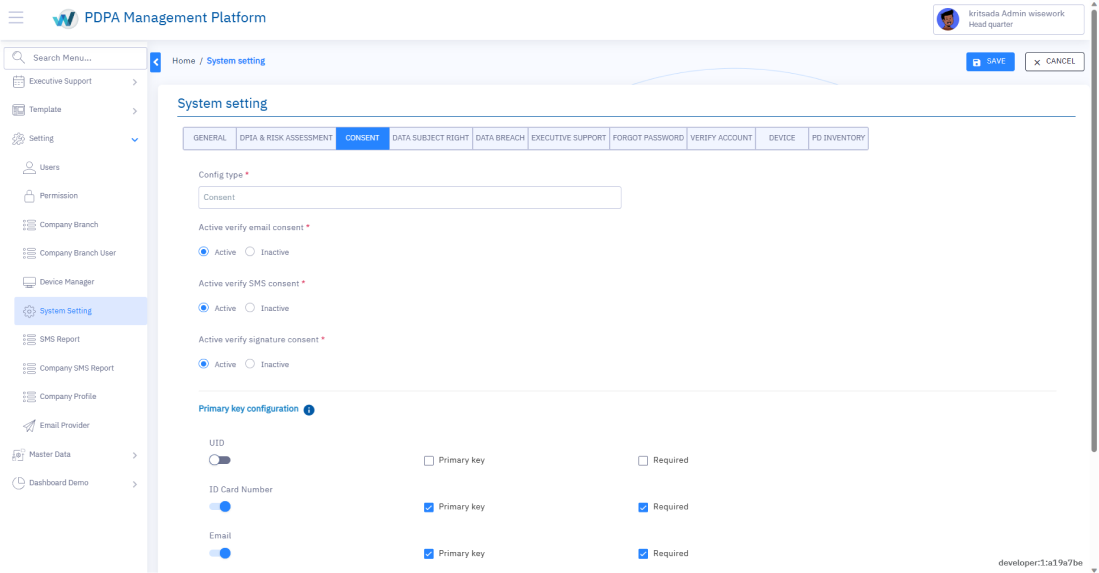 PDPA Management Platform
kritsada Admin wisework
Head quarter
Search Menu...
Executive Support
Template
Setting
Users
Permission
Company Branch
Company Branch User
Device Manager
System Setting
SMS Report
Company SMS Report
Company Profile
Email Provider
Master Data
Dashboard Demo
Home / System setting
SAVE
× CANCEL
System setting
GENERAL
DPIA & RISK ASSESSMENT
CONSENT
DATA SUBJECT RIGHT
DATA BREACH
EXECUTIVE SUPPORT
FORGOT PASSWORD
VERIFY ACCOUNT
DEVICE
PD INVENTORY
Config type *
Consent
Active verify email consent *
Active Inactive
Active verify SMS consent *
Active Inactive
Active verify signature consent *
Active Inactive
Primary key configuration i
UID
Primary key Required
ID Card Number
Primary key Required
Email
Primary key Required
developer:1:a19a7be